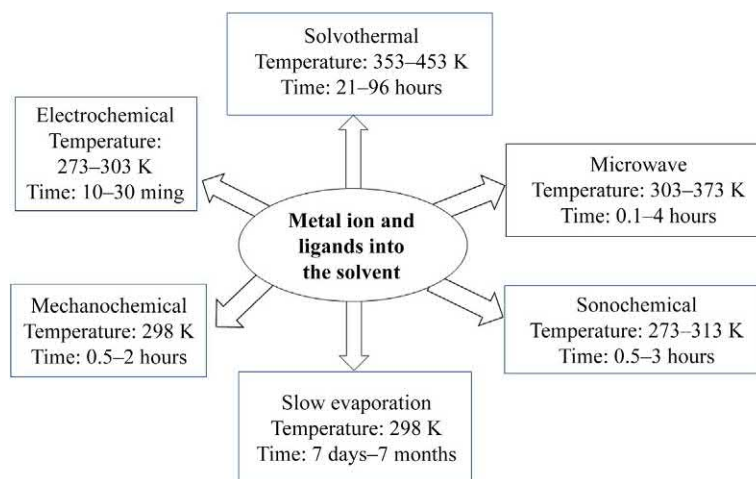 Solvothermal
Temperature: 353–453 K
Time: 21–96 hours
Electrochemical
Temperature:
273–303 K
Time: 10–30 ming
Microwave
Temperature: 303–373 K
Time: 0.1–4 hours
Metal ion and
ligands into
the solvent
Mechanochemical
Temperature: 298 K
Time: 0.5–2 hours
Sonochemical
Temperature: 273–313 K
Time: 0.5–3 hours
Slow evaporation
Temperature: 298 K
Time: 7 days–7 months